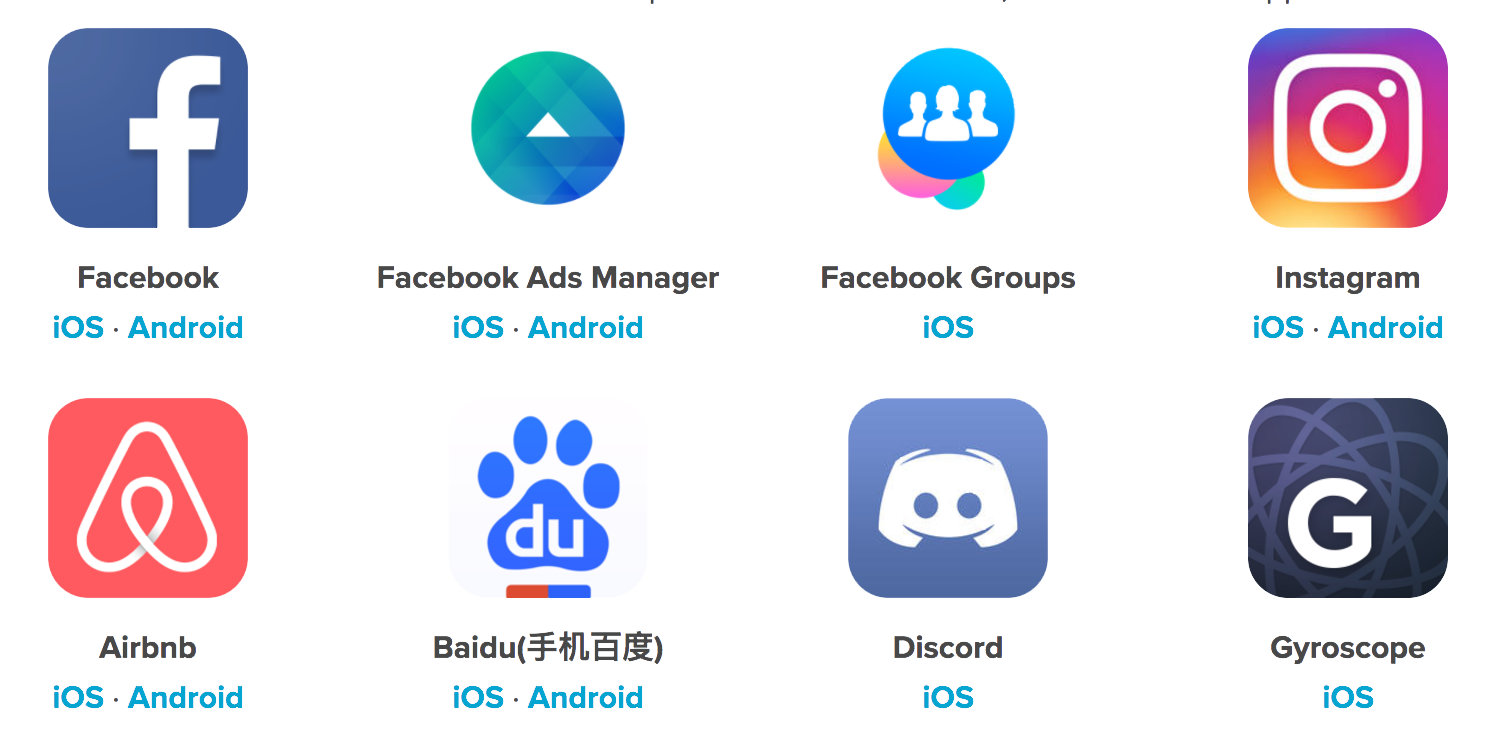 Facebook
Facebook Ads Manager
Facebook Groups
Instagram
iOS · Android
iOS · Android
iOS
iOS · Android
du
G
Airbnb
Baidu(手机百度)
Discord
Gyroscope
iOS · Android
iOS · Android
iOS
iOS